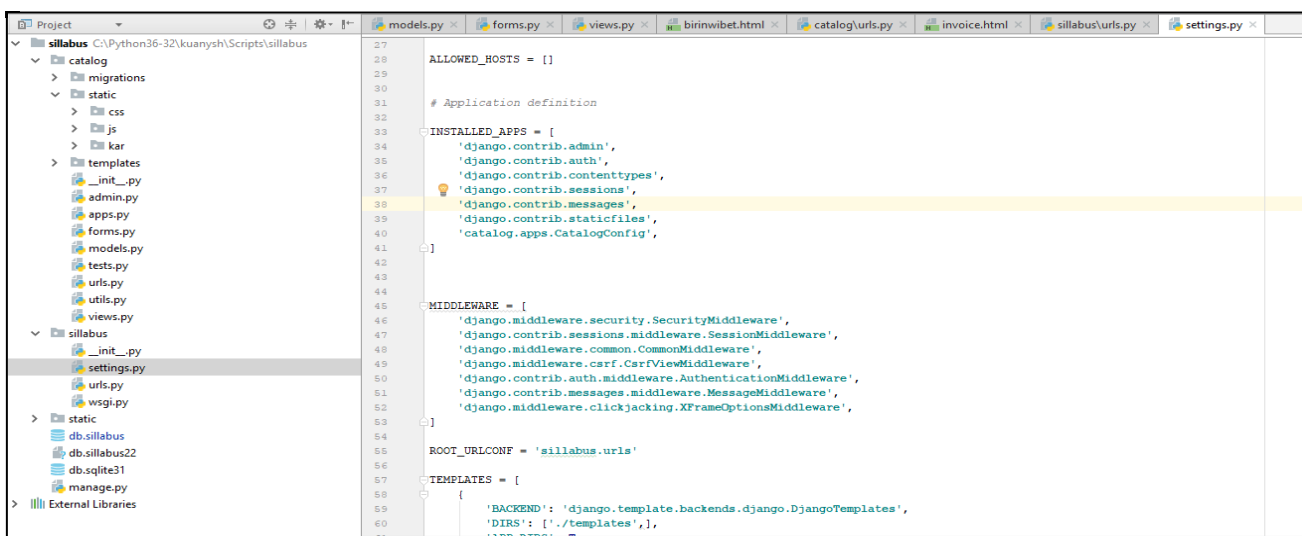 Project
models.py
forms.py
views.py
birinwibet.html
catalog\urls.py
invoice.html
sillabus\urls.py
settings.py
sillabus C:\Python36-32\kuanysh\Scripts\sillabus
catalog
migrations
static
css
js
kar
templates
__init__.py
admin.py
apps.py
forms.py
models.py
tests.py
urls.py
utils.py
views.py
sillabus
__init__.py
settings.py
urls.py
wsgi.py
static
db.sillabus
db.sillabus22
db.sqlite31
manage.py
External Libraries
27
28 ALLOWED_HOSTS = []
29
30
31 # Application definition
32
33 INSTALLED_APPS = [
34 'django.contrib.admin',
35 'django.contrib.auth',
36 'django.contrib.contenttypes',
37 'django.contrib.sessions',
38 'django.contrib.messages',
39 'django.contrib.staticfiles',
40 'catalog.apps.CatalogConfig',
41 ]
42
43
44
45 MIDDLEWARE = [
46 'django.middleware.security.SecurityMiddleware',
47 'django.contrib.sessions.middleware.SessionMiddleware',
48 'django.middleware.common.CommonMiddleware',
49 'django.middleware.csrf.CsrfViewMiddleware',
50 'django.contrib.auth.middleware.AuthenticationMiddleware',
51 'django.contrib.messages.middleware.MessageMiddleware',
52 'django.middleware.clickjacking.XFrameOptionsMiddleware',
53 ]
54
55 ROOT_URLCONF = 'sillabus.urls'
56
57 TEMPLATES = [
58 {
59 'BACKEND': 'django.template.backends.django.DjangoTemplates',
60 'DIRS': ['./templates',],